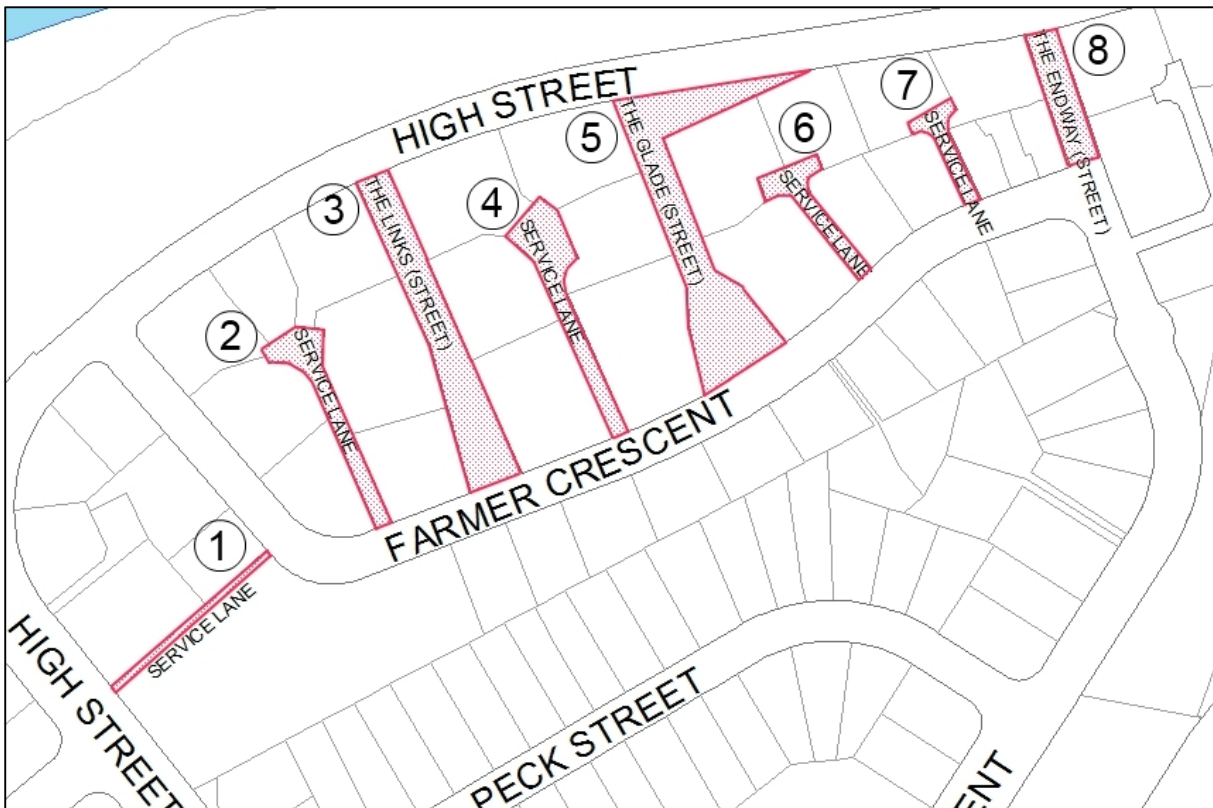 HIGH STREET
8
THE ENDWAY (STREET)
7
SERVICE LANE
5
THE GLADE (STREET)
6
SERVICE LANE
3
THE LINKS (STREET)
4
SERVICE LANE
2
SERVICE LANE
FARMER CRESCENT
1
SERVICE LANE
HIGH STREET
PECK STREET
ENT